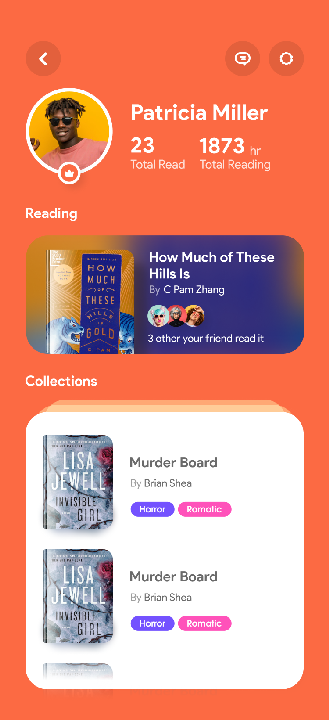 Patricia Miller
23
1873 hr
Total Read
Total Reading
Reading
HOW
MUCH
OF
THESE
HILLS
IS
GOLD
How Much of These
Hills Is
By C Pam Zhang
3 other your friend read it
Collections
LISA
JEWELL
INVISIBLE
GIRL
Murder Board
By Brian Shea
Horror
Romatic
LISA
JEWELL
INVISIBLE
GIRL
Murder Board
By Brian Shea
Horror
Romatic